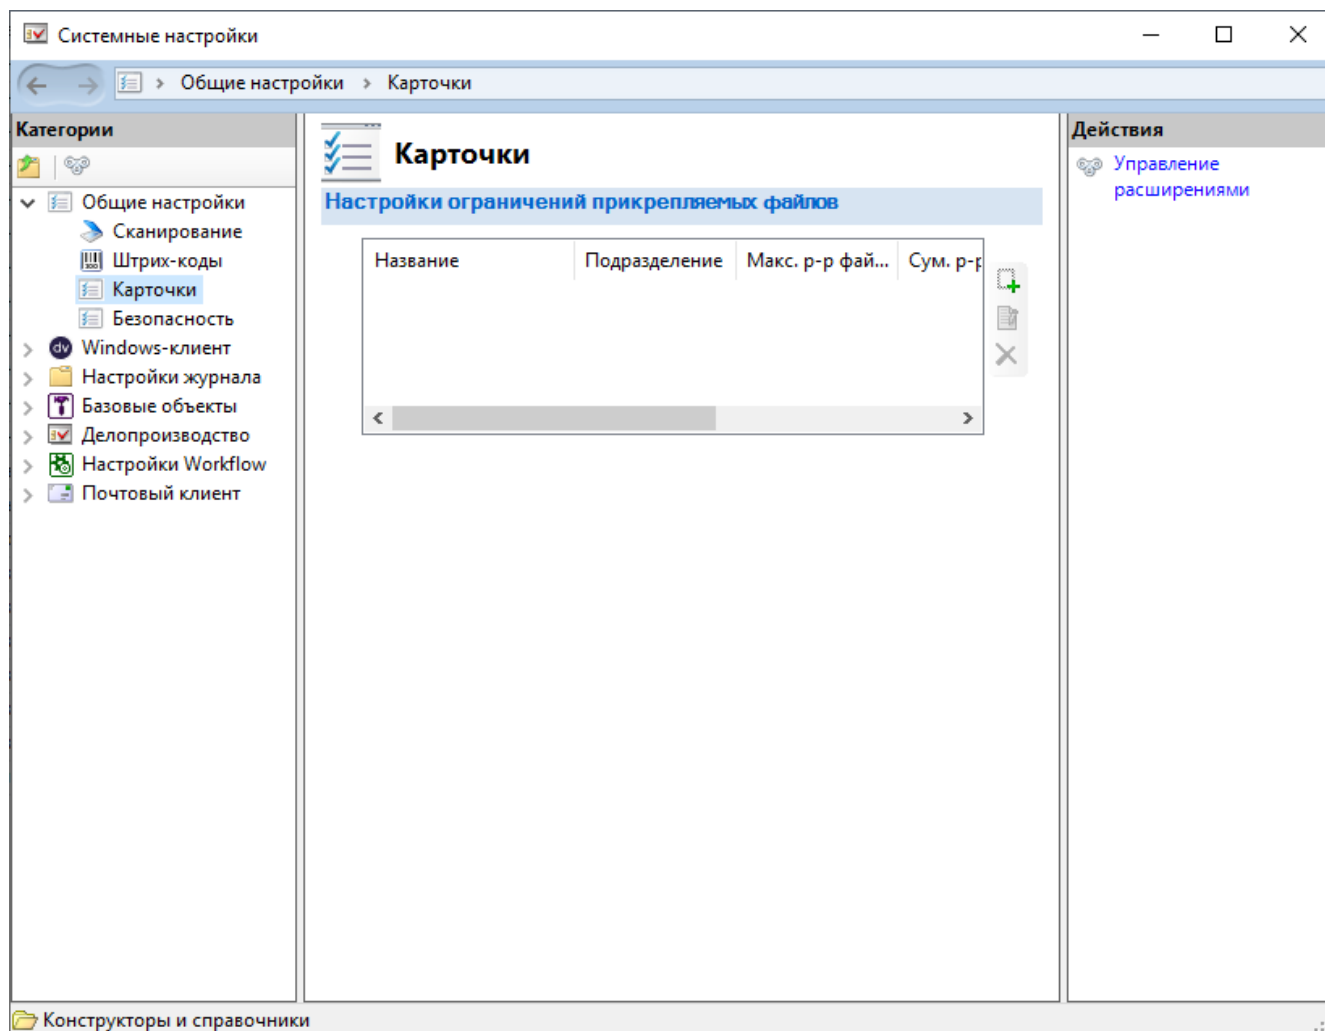 Системные настройки
Общие настройки > Карточки
Категории
Общие настройки
Сканирование
Штрих-коды
Карточки
Безопасность
Windows-клиент
Настройки журнала
Базовые объекты
Делопроизводство
Настройки Workflow
Почтовый клиент
Карточки
Настройки ограничений прикрепляемых файлов
Название Подразделение Макс. р-р фай... Сум. р-р
Действия
Управление
расширениями
Конструкторы и справочники